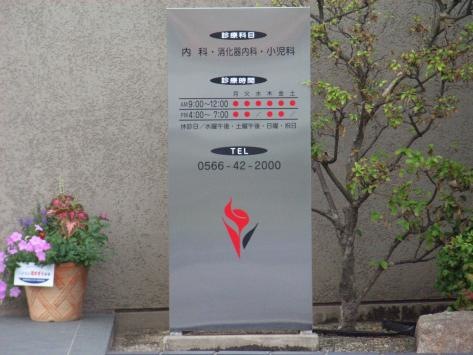 診療科目
内科・消化器内科・小児科
診療時間
月 火 水 木 金 土
AM 9:00〜12:00 ● ● ● ● ● ●
PM 4:00〜7:00 ● ● / ● ● /
休診日/水曜午後・土曜午後・日曜・祝日
TEL
0566-42-2000